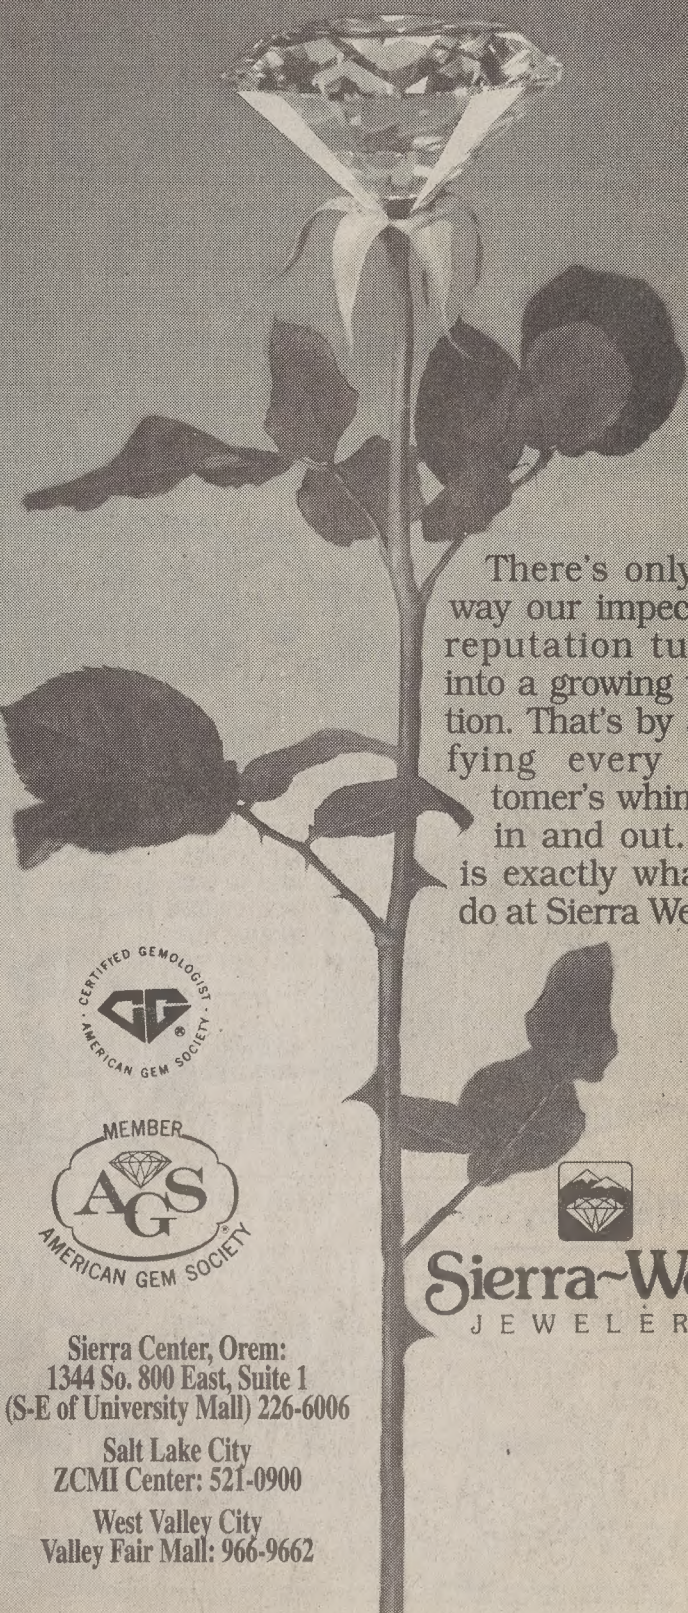 There's only
way our impec
reputation tu
into a growing
tion. That's by
fying every
tomer's whim
in and out.
is exactly wha
do at Sierra We
· CERTIFIED GEMOLOGIST ·
AMERICAN GEM SOCIETY
CG®
MEMBER
AGS®
AMERICAN GEM SOCIETY
Sierra~We
JEWELER
Sierra Center, Orem:
1344 So. 800 East, Suite 1
(S-E of University Mall) 226-6006
Salt Lake City
ZCMI Center: 521-0900
West Valley City
Valley Fair Mall: 966-9662